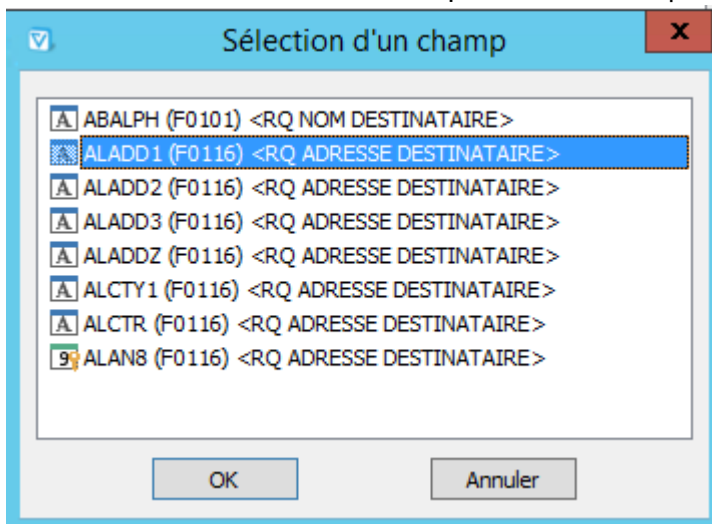 Sélection d'un champ
x
A ABALPH (F0101) <RQ NOM DESTINATAIRE>
A ALADD1 (F0116) <RQ ADRESSE DESTINATAIRE>
A ALADD2 (F0116) <RQ ADRESSE DESTINATAIRE>
A ALADD3 (F0116) <RQ ADRESSE DESTINATAIRE>
A ALADDZ (F0116) <RQ ADRESSE DESTINATAIRE>
A ALCTY1 (F0116) <RQ ADRESSE DESTINATAIRE>
A ALCTR (F0116) <RQ ADRESSE DESTINATAIRE>
9 ALAN8 (F0116) <RQ ADRESSE DESTINATAIRE>
OK Annuler